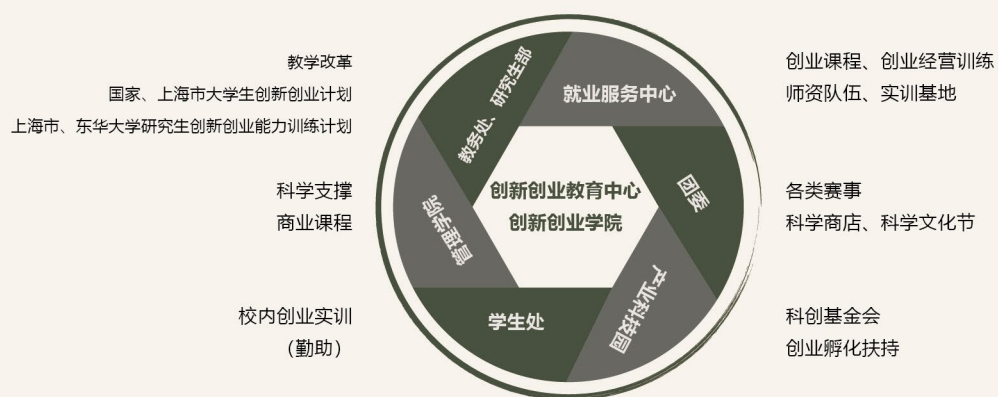 教学改革
国家、上海市大学生创新创业计划
上海市、东华大学研究生创新创业能力训练计划
科学支撑
商业课程
校内创业实训
（勤助）
教务处、研究生部
就业服务中心
管理学院
创新创业教育中心
创新创业学院
团委
学生处
产业科技园
创业课程、创业经营训练
师资队伍、实训基地
各类赛事
科学商店、科学文化节
科创基金会
创业孵化扶持